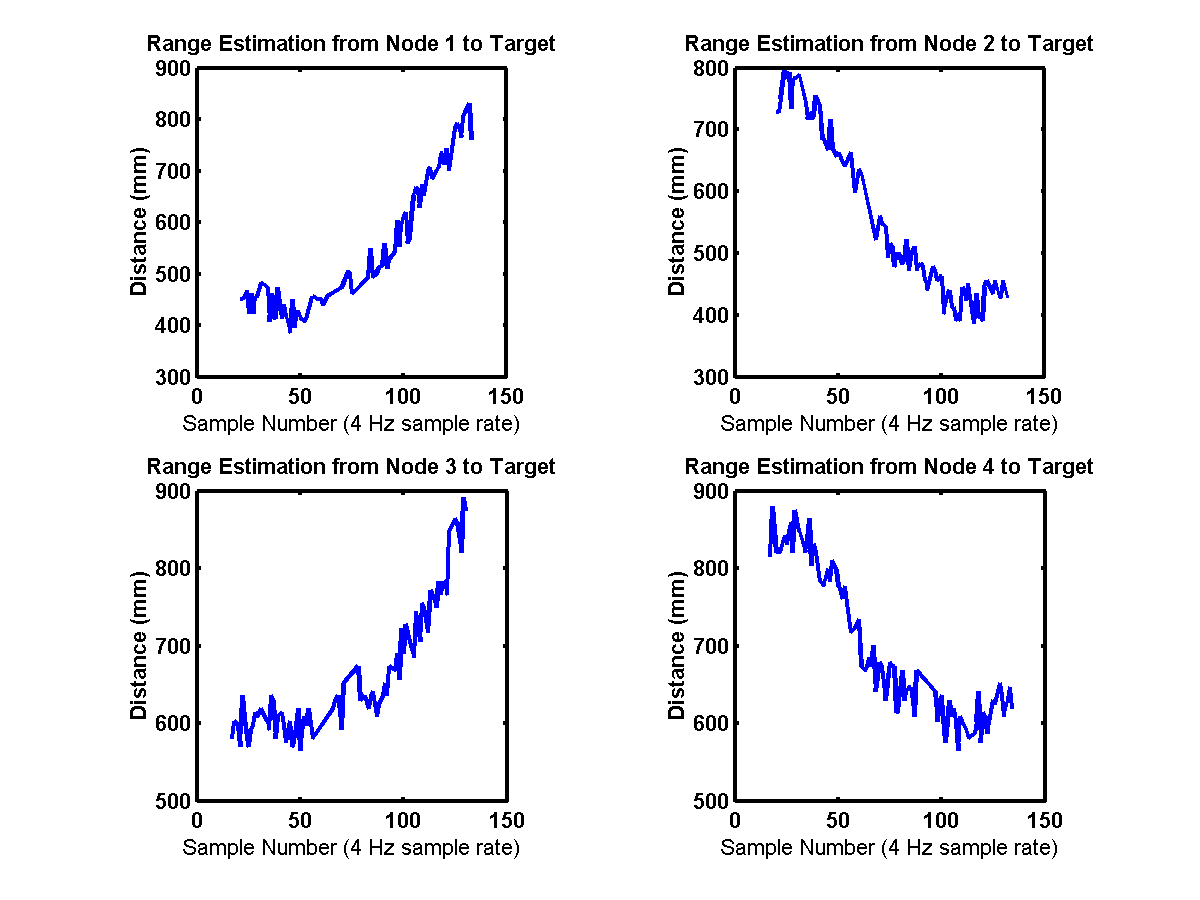 Range Estimation from Node 1 to Target
900
800
700
600
500
400
300
Distance (mm)
0 50 100 150
Sample Number (4 Hz sample rate)
Range Estimation from Node 2 to Target
800
700
600
500
400
300
Distance (mm)
0 50 100 150
Sample Number (4 Hz sample rate)
Range Estimation from Node 3 to Target
900
800
700
600
500
Distance (mm)
0 50 100 150
Sample Number (4 Hz sample rate)
Range Estimation from Node 4 to Target
900
800
700
600
500
Distance (mm)
0 50 100 150
Sample Number (4 Hz sample rate)